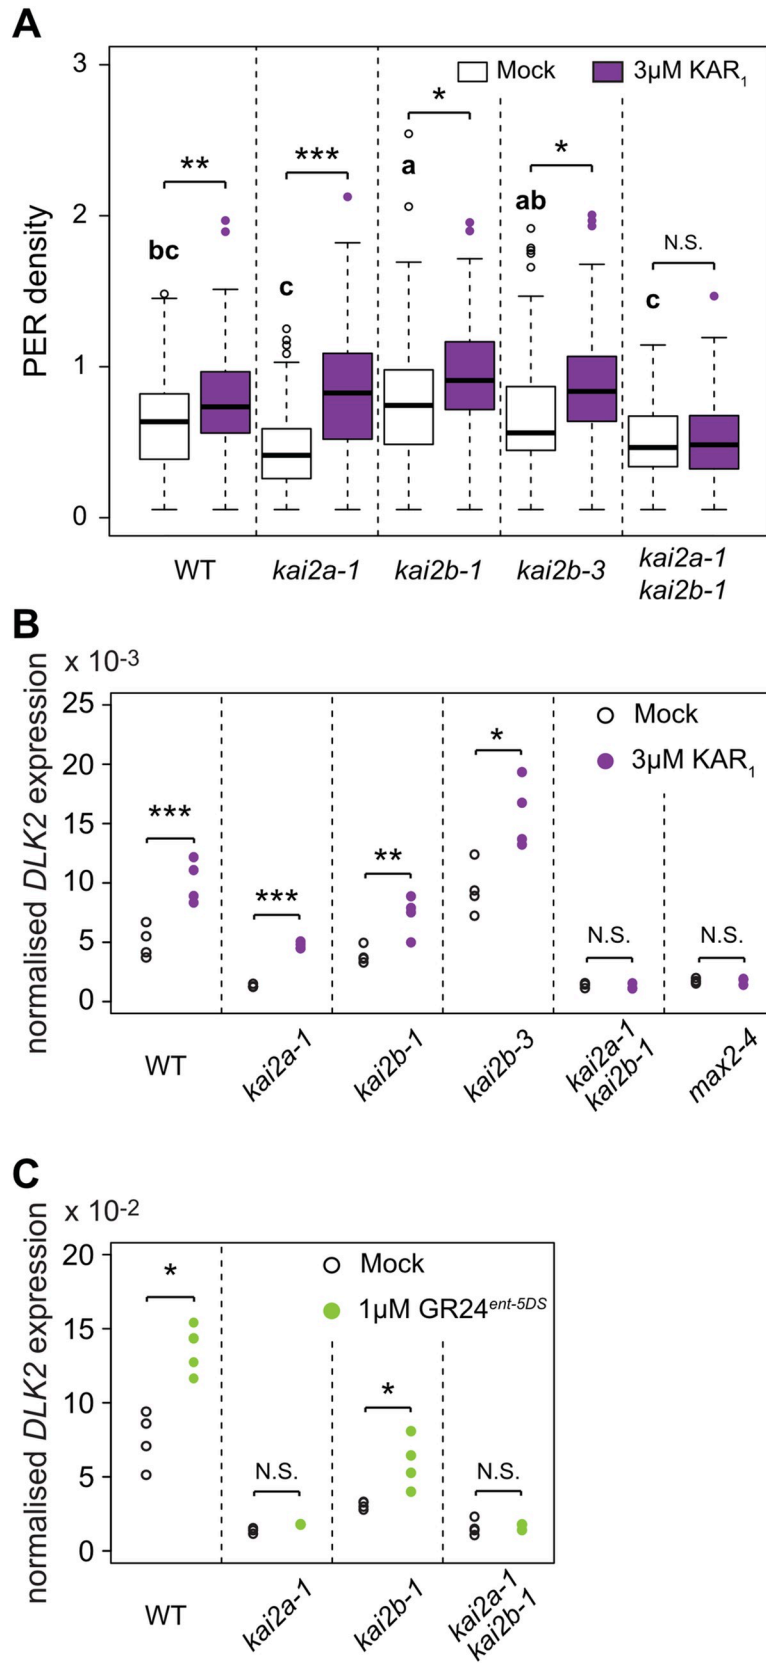 A
3
2
1
0
PER density
Mock
3µM KAR1
**
***
*
*
N.S.
bc
c
a
ab
c
WT
kai2a-1
kai2b-1
kai2b-3
kai2a-1
kai2b-1
B
x 10-3
normalised DLK2 expression
25
20
15
10
5
0
Mock
3µM KAR1
***
***
**
*
N.S.
N.S.
WT
kai2a-1
kai2b-1
kai2b-3
kai2a-1
kai2b-1
max2-4
C
x 10-2
normalised DLK2 expression
20
15
10
5
0
Mock
1µM GR24ent-5DS
*
N.S.
*
N.S.
WT
kai2a-1
kai2b-1
kai2a-1
kai2b-1